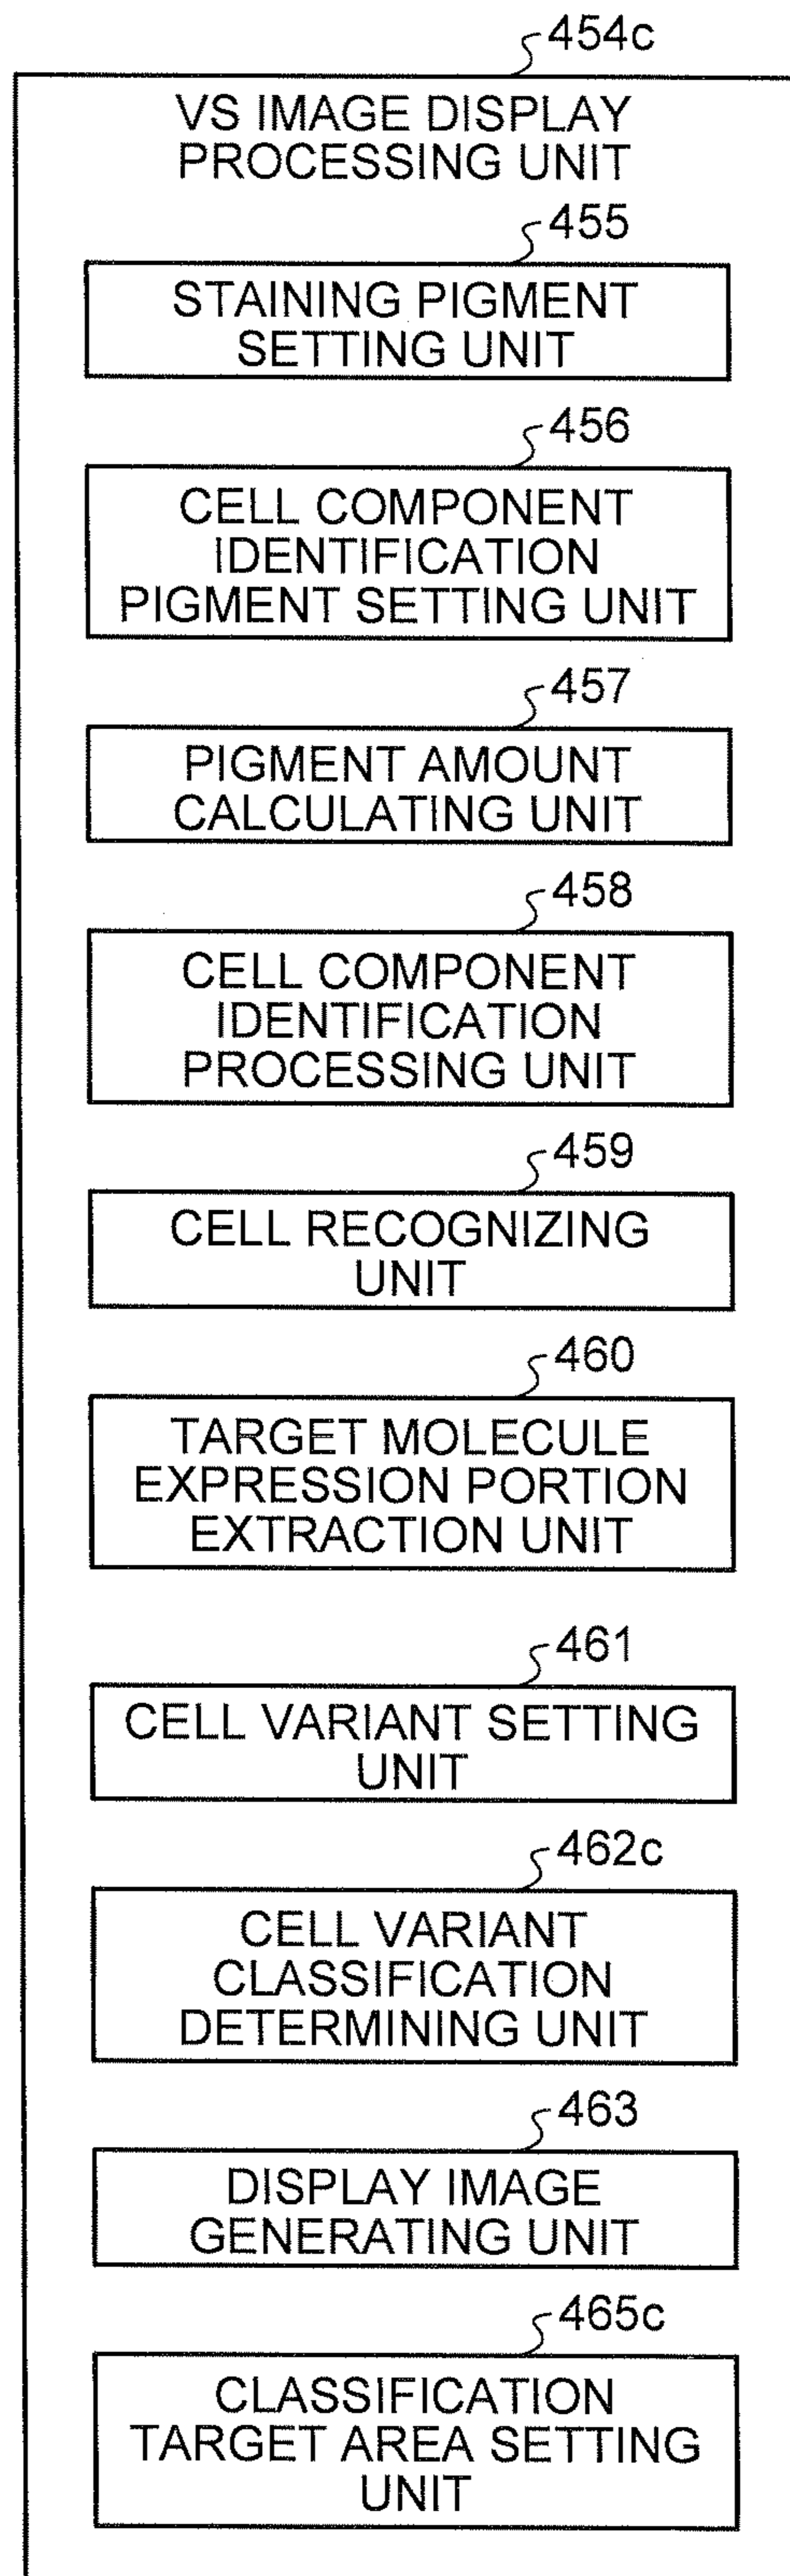 454c
VS IMAGE DISPLAY
PROCESSING UNIT
455
STAINING PIGMENT
SETTING UNIT
456
CELL COMPONENT
IDENTIFICATION
PIGMENT SETTING UNIT
457
PIGMENT AMOUNT
CALCULATING UNIT
458
CELL COMPONENT
IDENTIFICATION
PROCESSING UNIT
459
CELL RECOGNIZING
UNIT
460
TARGET MOLECULE
EXPRESSION PORTION
EXTRACTION UNIT
461
CELL VARIANT SETTING
UNIT
462c
CELL VARIANT
CLASSIFICATION
DETERMINING UNIT
463
DISPLAY IMAGE
GENERATING UNIT
465c
CLASSIFICATION
TARGET AREA SETTING
UNIT